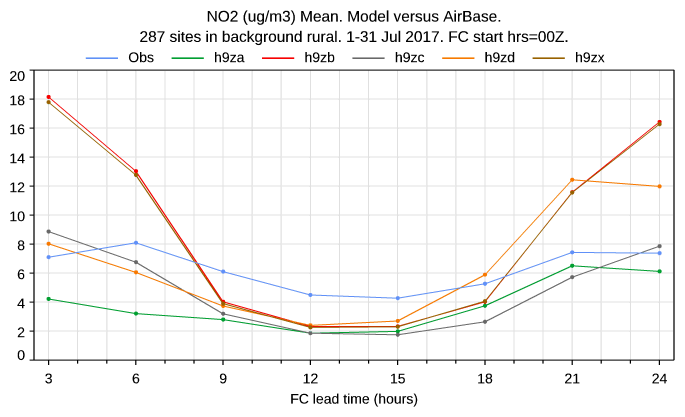 NO2 (ug/m3) Mean. Model versus AirBase.
287 sites in background rural. 1-31 Jul 2017. FC start hrs=00Z.
Obs h9za h9zb h9zc h9zd h9zx
20
18
16
14
12
10
8
6
4
2
0
3 6 9 12 15 18 21 24
FC lead time (hours)